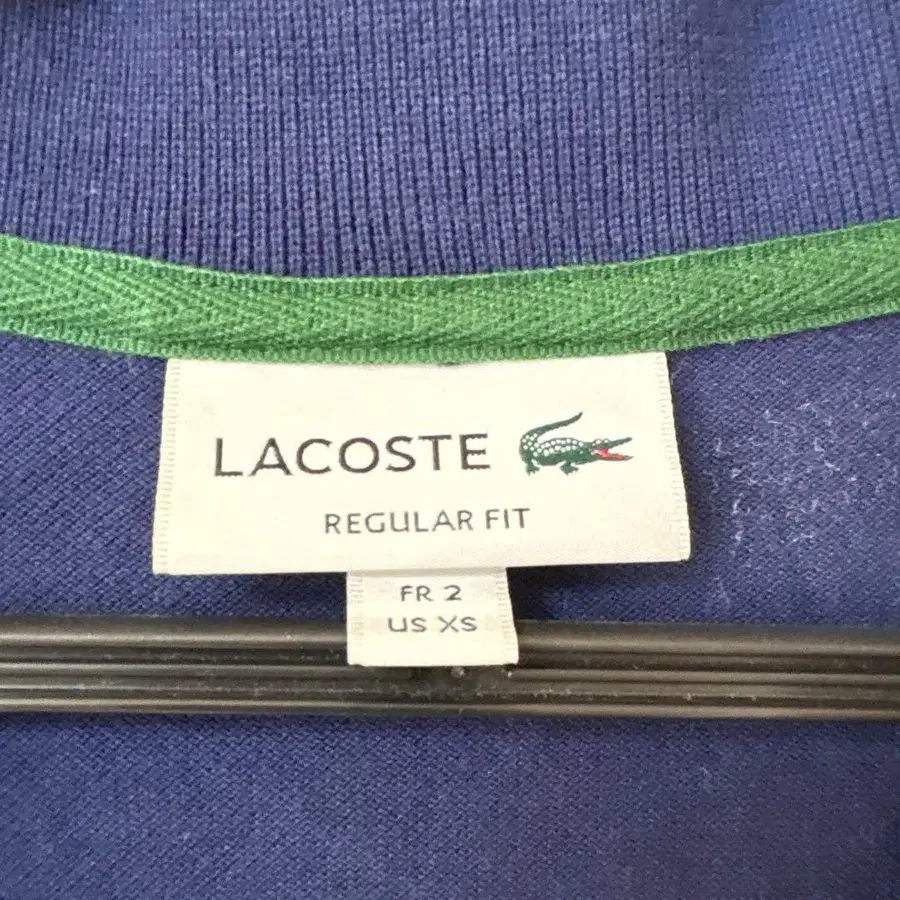 LACOSTE
REGULAR FIT
FR 2
US XS